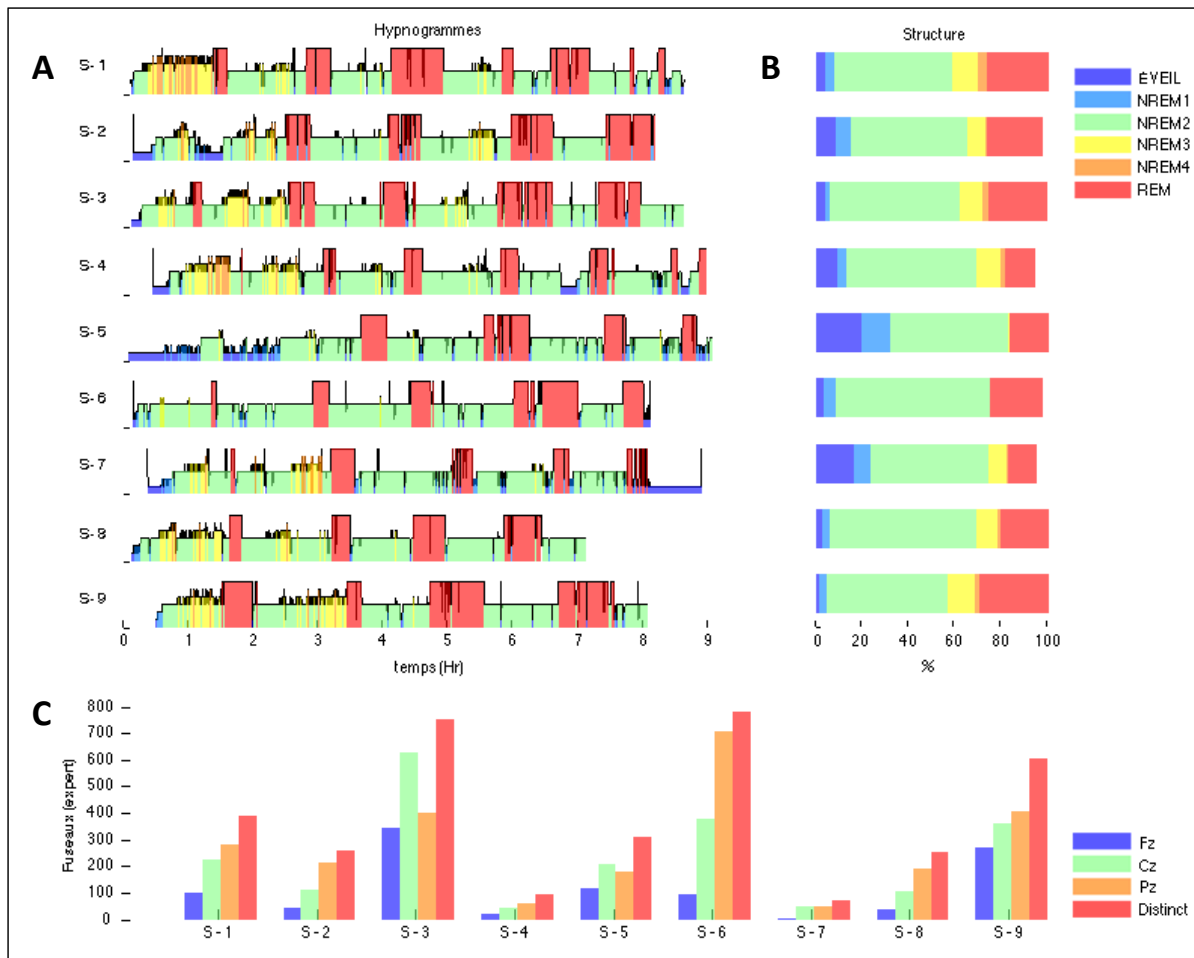 Hypnogrammes
Structure
A
B
S-1
S-2
S-3
S-4
S-5
S-6
S-7
S-8
S-9
ÉVEIL
NREM1
NREM2
NREM3
NREM4
REM
0 1 2 3 4 5 6 7 8 9
temps (Hr)
0 20 40 60 80 100
%
C
Fuseaux (expert)
800
700
600
500
400
300
200
100
0
S-1 S-2 S-3 S-4 S-5 S-6 S-7 S-8 S-9
Fz
Cz
Pz
Distinct